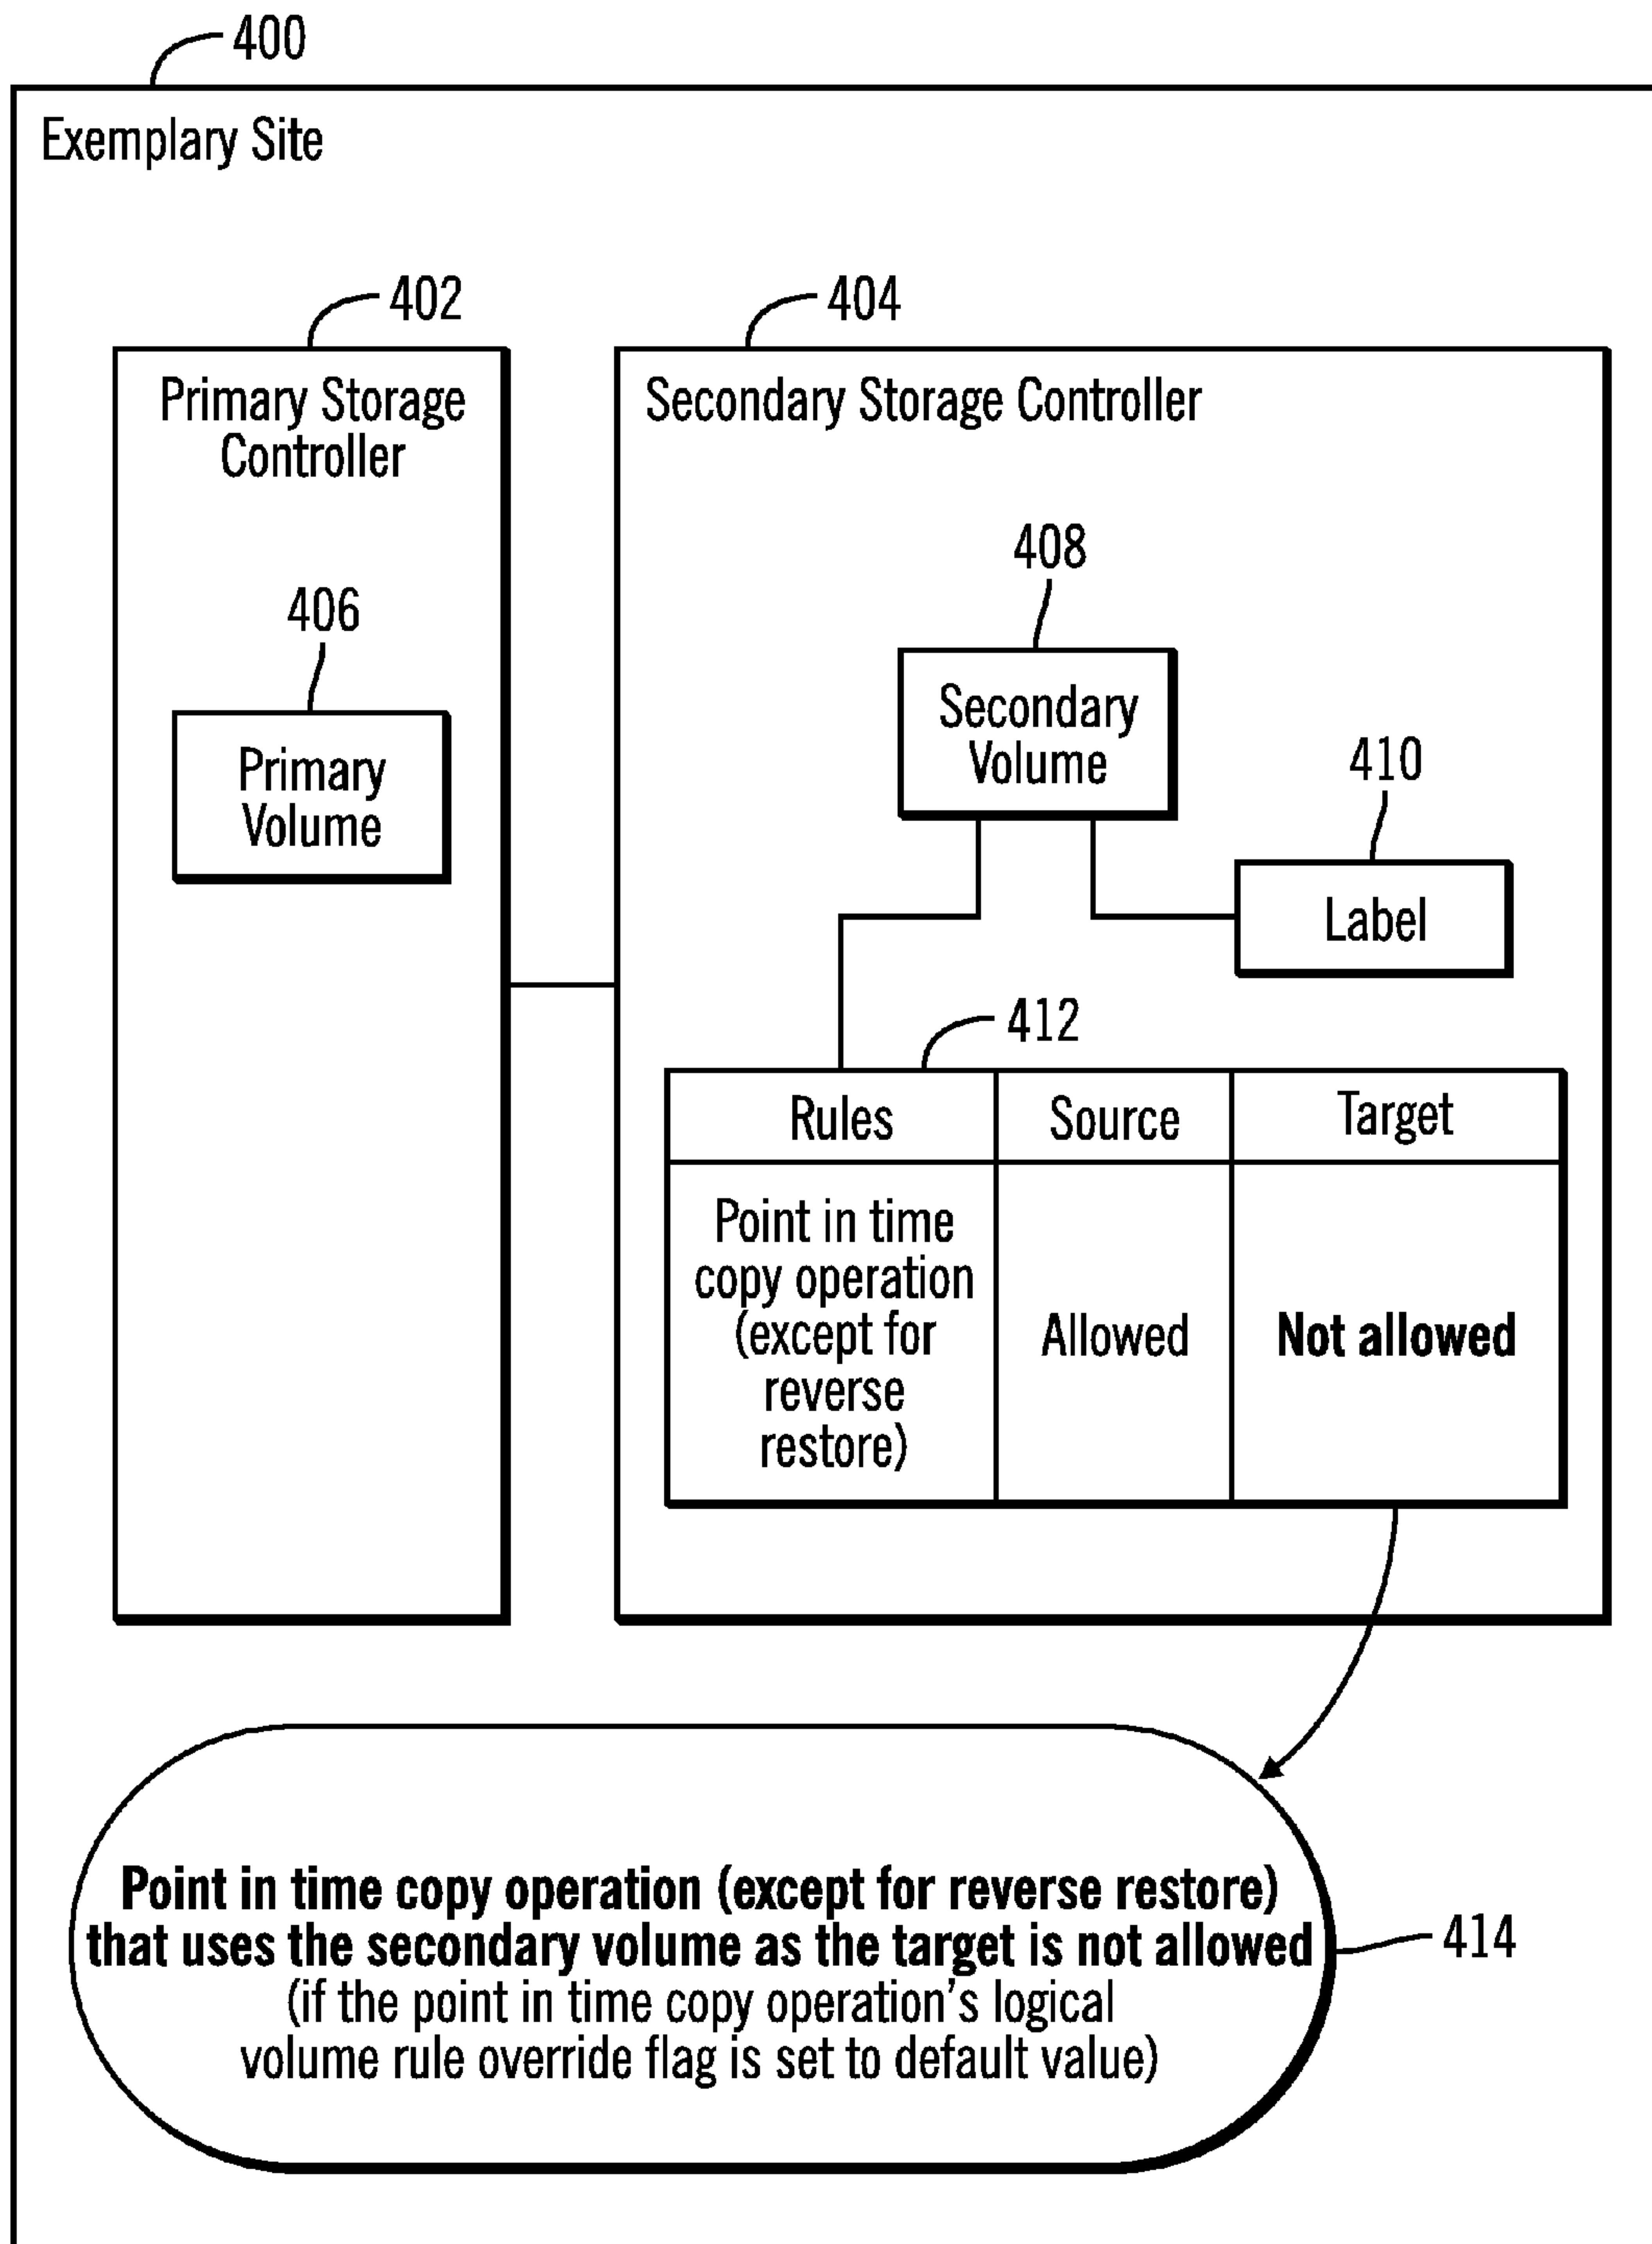 400
Exemplary Site
402
404
Primary Storage
Controller
Secondary Storage Controller
408
406
Secondary
Volume
Primary
Volume
410
Label
412
Rules
Source
Target
Point in time
copy operation
(except for
reverse
restore)
Allowed
Not allowed
Point in time copy operation (except for reverse restore)
that uses the secondary volume as the target is not allowed
(if the point in time copy operation's logical
volume rule override flag is set to default value)
414